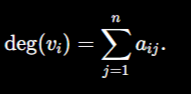 deg(v_i) = \sum_{j=1}^{n} a_{ij}.